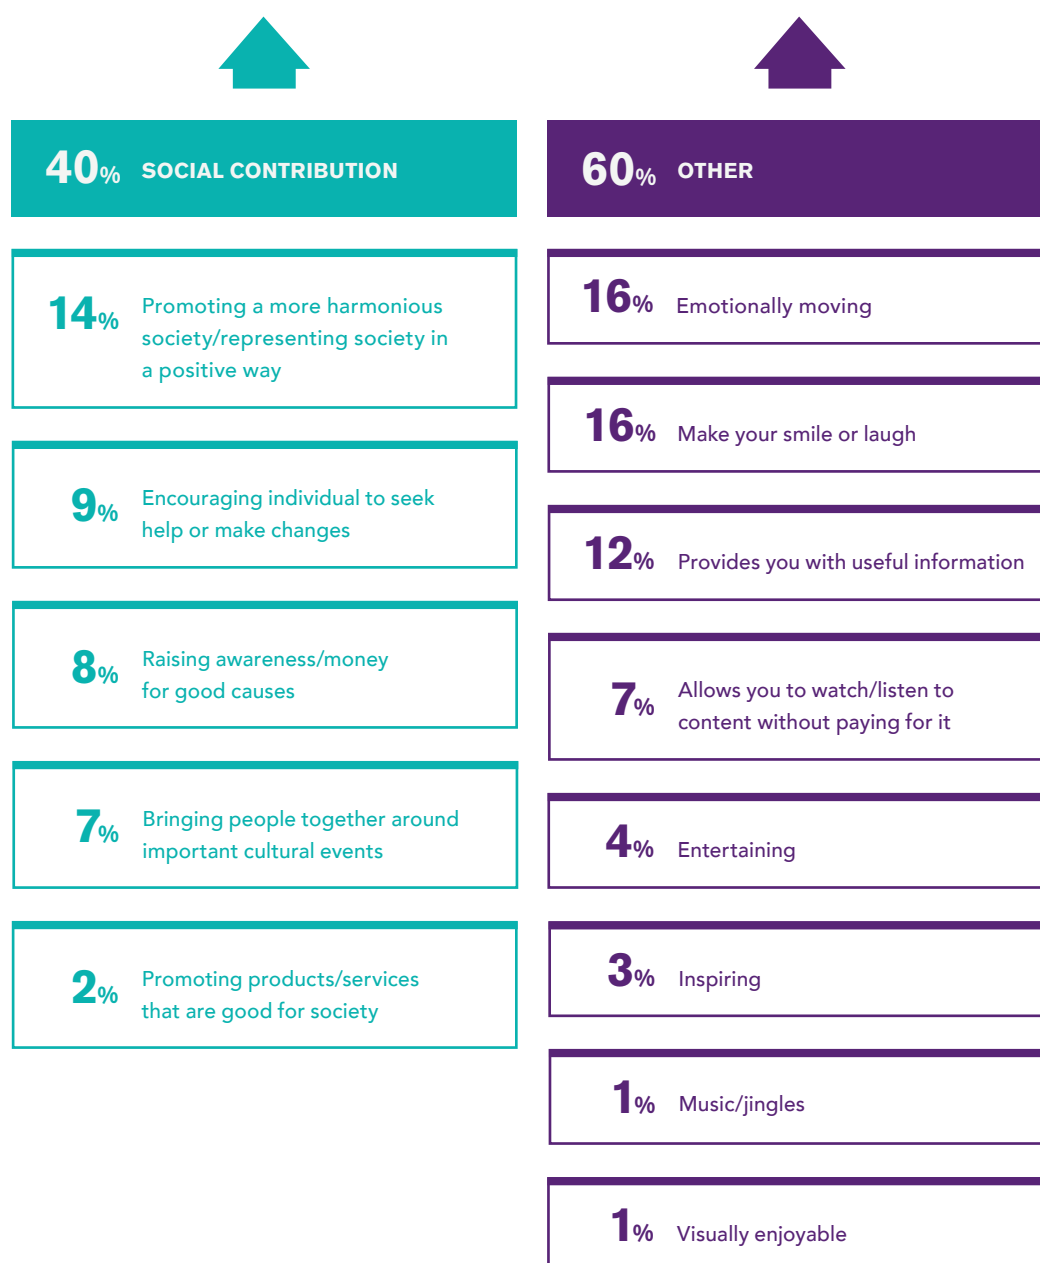 40% SOCIAL CONTRIBUTION
14% Promoting a more harmonious
society/representing society in
a positive way
9% Encouraging individual to seek
help or make changes
8% Raising awareness/money
for good causes
7% Bringing people together around
important cultural events
2% Promoting products/services
that are good for society
60% OTHER
16% Emotionally moving
16% Make your smile or laugh
12% Provides you with useful information
7% Allows you to watch/listen to
content without paying for it
4% Entertaining
3% Inspiring
1% Music/jingles
1% Visually enjoyable